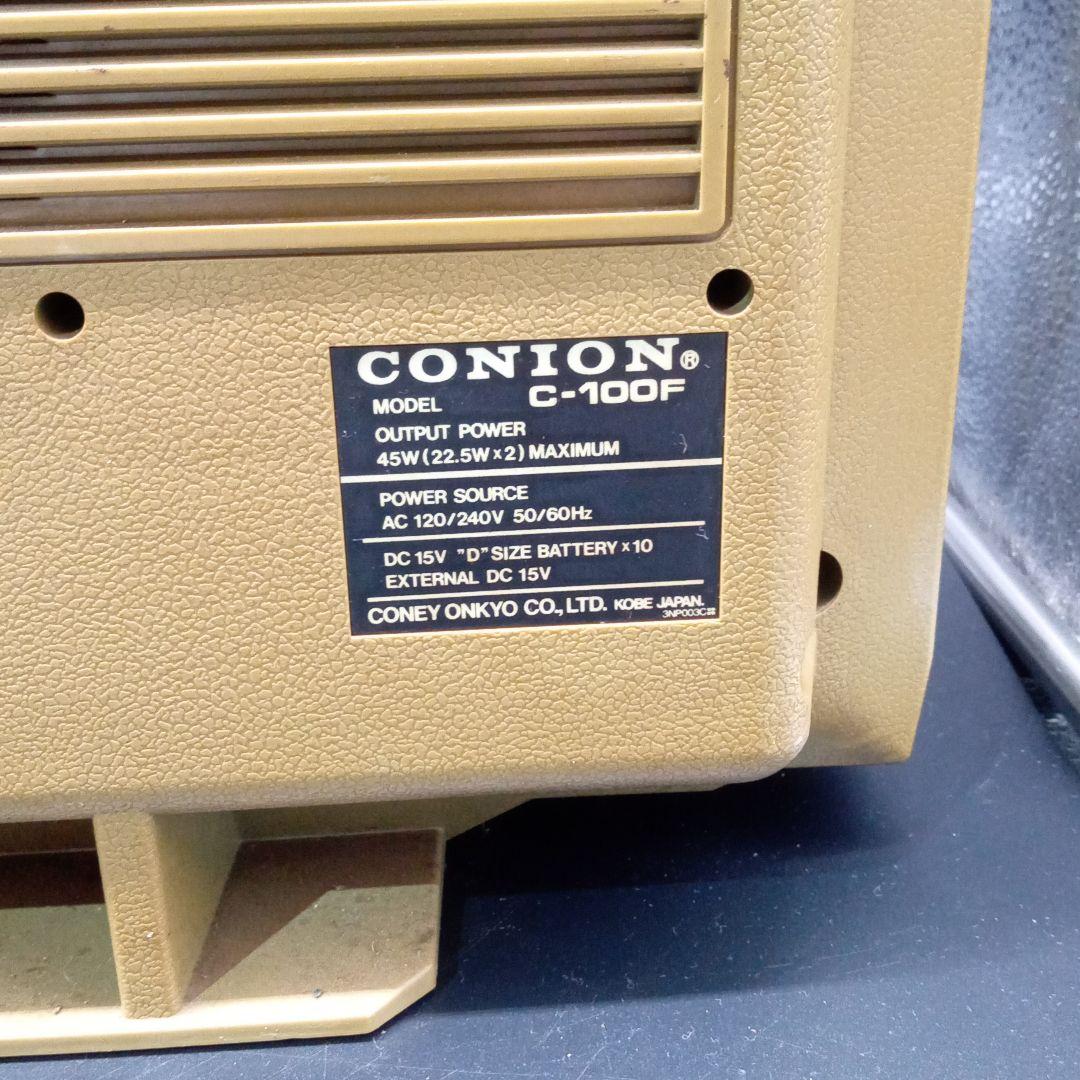 CONION®
MODEL C-100F
OUTPUT POWER
45W(22.5W×2) MAXIMUM
POWER SOURCE
AC 120/240V 50/60Hz
DC 15V "D" SIZE BATTERY ×10
EXTERNAL DC 15V
CONEY ONKYO CO., LTD. KOBE JAPAN.
3NP003C※